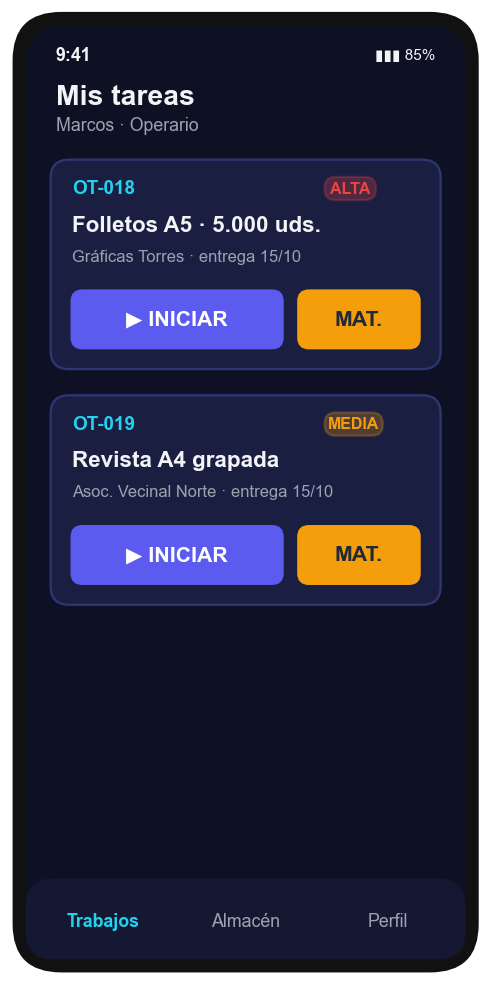 9:41 ▮▮▮ 85%
Mis tareas
Marcos · Operario
OT-018 ALTA
Folletos A5 · 5.000 uds.
Gráficas Torres · entrega 15/10
▶ INICIAR MAT.
OT-019 MEDIA
Revista A4 grapada
Asoc. Vecinal Norte · entrega 15/10
▶ INICIAR MAT.
Trabajos Almacén Perfil